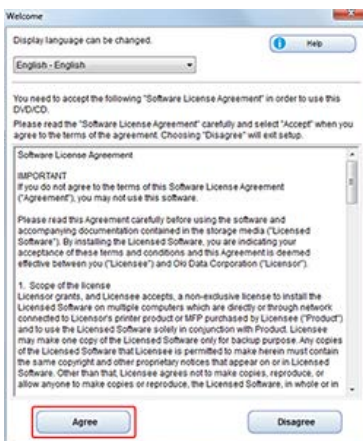 Welcome
Display language can be changed.
Help
English - English
You need to accept the following "Software License Agreement" in order to use this
DVD/CD.
Please read the "Software License Agreement" carefully and select "Accept" when you
agree to the terms of the agreement. Choosing "Disagree" will exit setup.
Software License Agreement
IMPORTANT
If you do not agree to the terms of this Software License Agreement
("Agreement"), you may not use this software.
Please read this Agreement carefully before using the software and
accompanying documentation contained in the storage media ("Licensed
Software"). By installing the Licensed Software, you are indicating your
acceptance of these terms and conditions and this Agreement is deemed
effective between you ("Licensee") and Oki Data Corporation ("Licensor").
1. Scope of the license
Licensor grants, and Licensee accepts, a non-exclusive license to install the
Licensed Software on multiple computers which are directly or through network
connected to Licensor's printer product or MFP purchased by Licensee ("Product")
and to use the Licensed Software solely in conjunction with Product. Licensee
may make one copy of the Licensed Software only for backup purpose. Any copies
of the Licensed Software that Licensee is permitted to make herein must contain
the same copyright and other proprietary notices that appear on or in Licensed
Software. Other than that, Licensee agrees not to make copies, reproduce, or
allow anyone to make copies or reproduce, the Licensed Software, in whole or in
Agree
Disagree